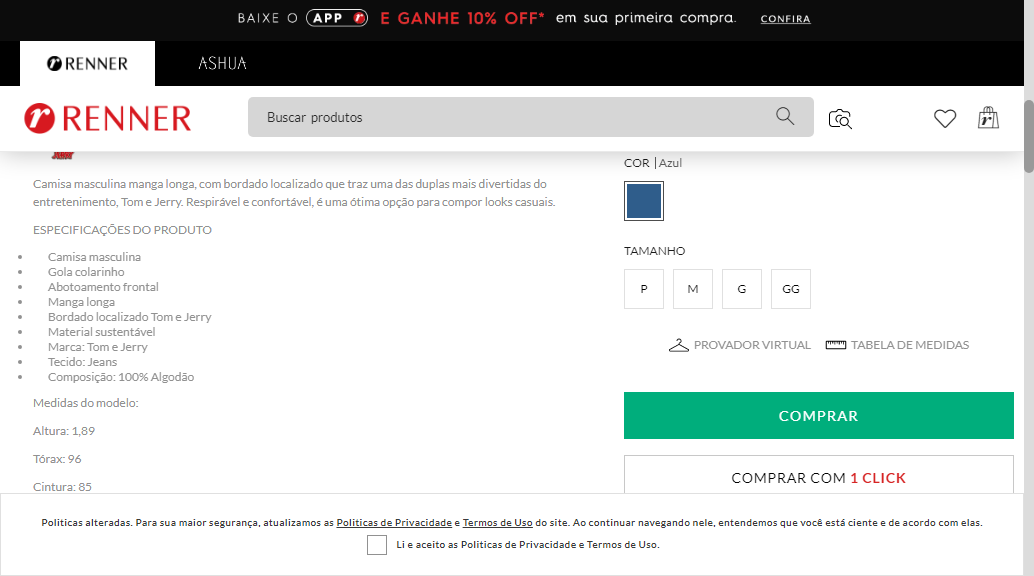 BAIXE O APP r E GANHE 10% OFF* em sua primeira compra. CONFIRA
r RENNER ASHUA
r RENNER Buscar produtos r
COR | Azul
Camisa masculina manga longa, com bordado localizado que traz uma das duplas mais divertidas do
entretenimento, Tom e Jerry. Respirável e confortável, é uma ótima opção para compor looks casuais.
ESPECIFICAÇÕES DO PRODUTO
Camisa masculina
Gola colarinho
Abotoamento frontal
Manga longa
Bordado localizado Tom e Jerry
Material sustentável
Marca: Tom e Jerry
Tecido: Jeans
Composição: 100% Algodão
Medidas do modelo:
Altura: 1,89
Tórax: 96
Cintura: 85
TAMANHO
P M G GG
PROVADOR VIRTUAL TABELA DE MEDIDAS
COMPRAR
COMPRAR COM 1 CLICK
Politicas alteradas. Para sua maior segurança, atualizamos as Politicas de Privacidade e Termos de Uso do site. Ao continuar navegando nele, entendemos que você está ciente e de acordo com elas.
Li e aceito as Politicas de Privacidade e Termos de Uso.